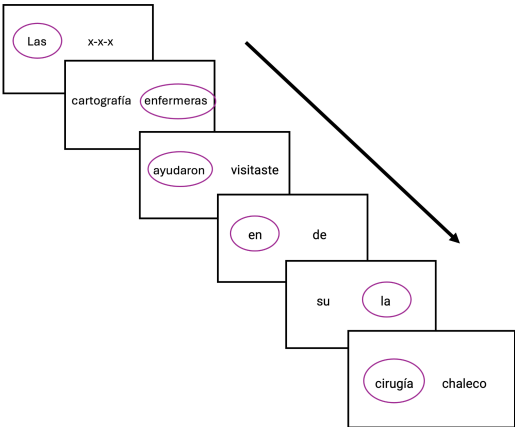 Las x-x-x
cartografía enfermeras
ayudaron visitaste
en de
su la
cirugía chaleco